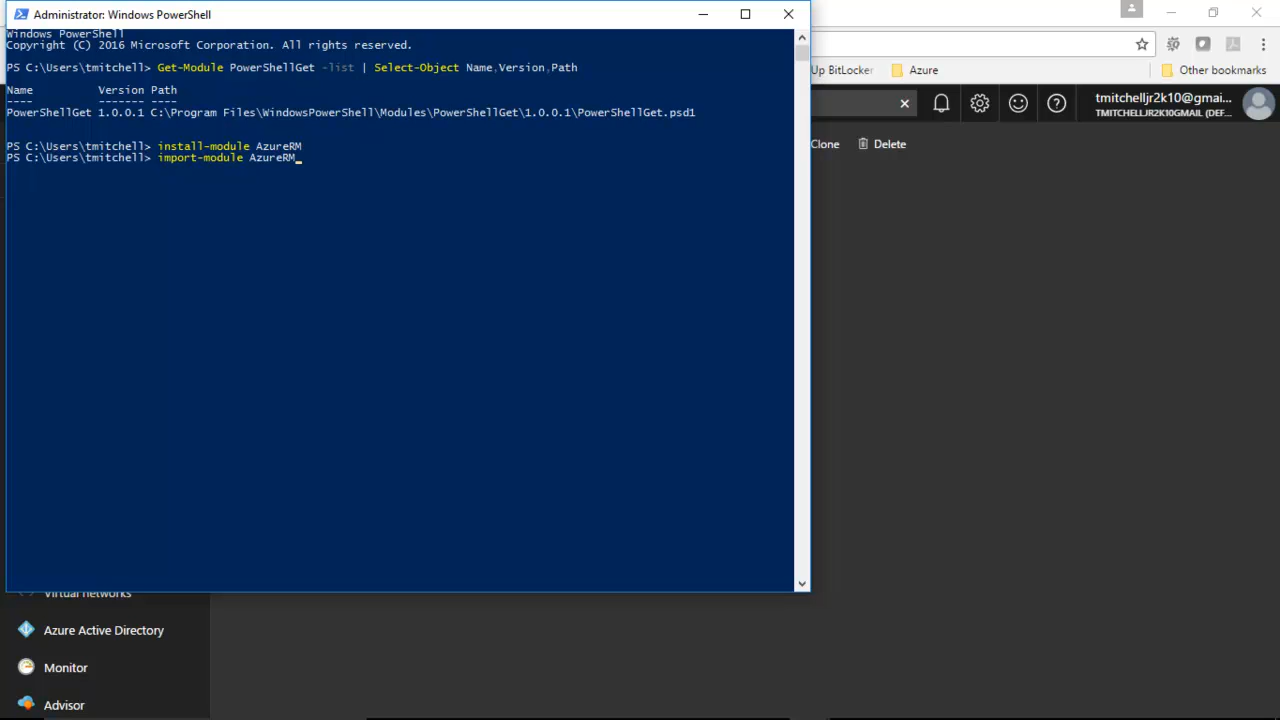 Administrator: Windows PowerShell
Windows PowerShell
Copyright (C) 2016 Microsoft Corporation. All rights reserved.
PS C:\Users\tmitchell> Get-Module PowerShellGet -list | Select-Object Name,Version,Path
Name Version Path
---- ------- ----
PowerShellGet 1.0.0.1 C:\Program Files\WindowsPowerShell\Modules\PowerShellGet\1.0.0.1\PowerShellGet.psd1
PS C:\Users\tmitchell> install-module AzureRM
PS C:\Users\tmitchell> import-module AzureRM
Up BitLocker
Azure
Other bookmarks
tmitchelljr2k10@gmai...
TMITCHELLJR2K10GMAIL (DEF...
Clone
Delete
Virtual networks
Azure Active Directory
Monitor
Advisor